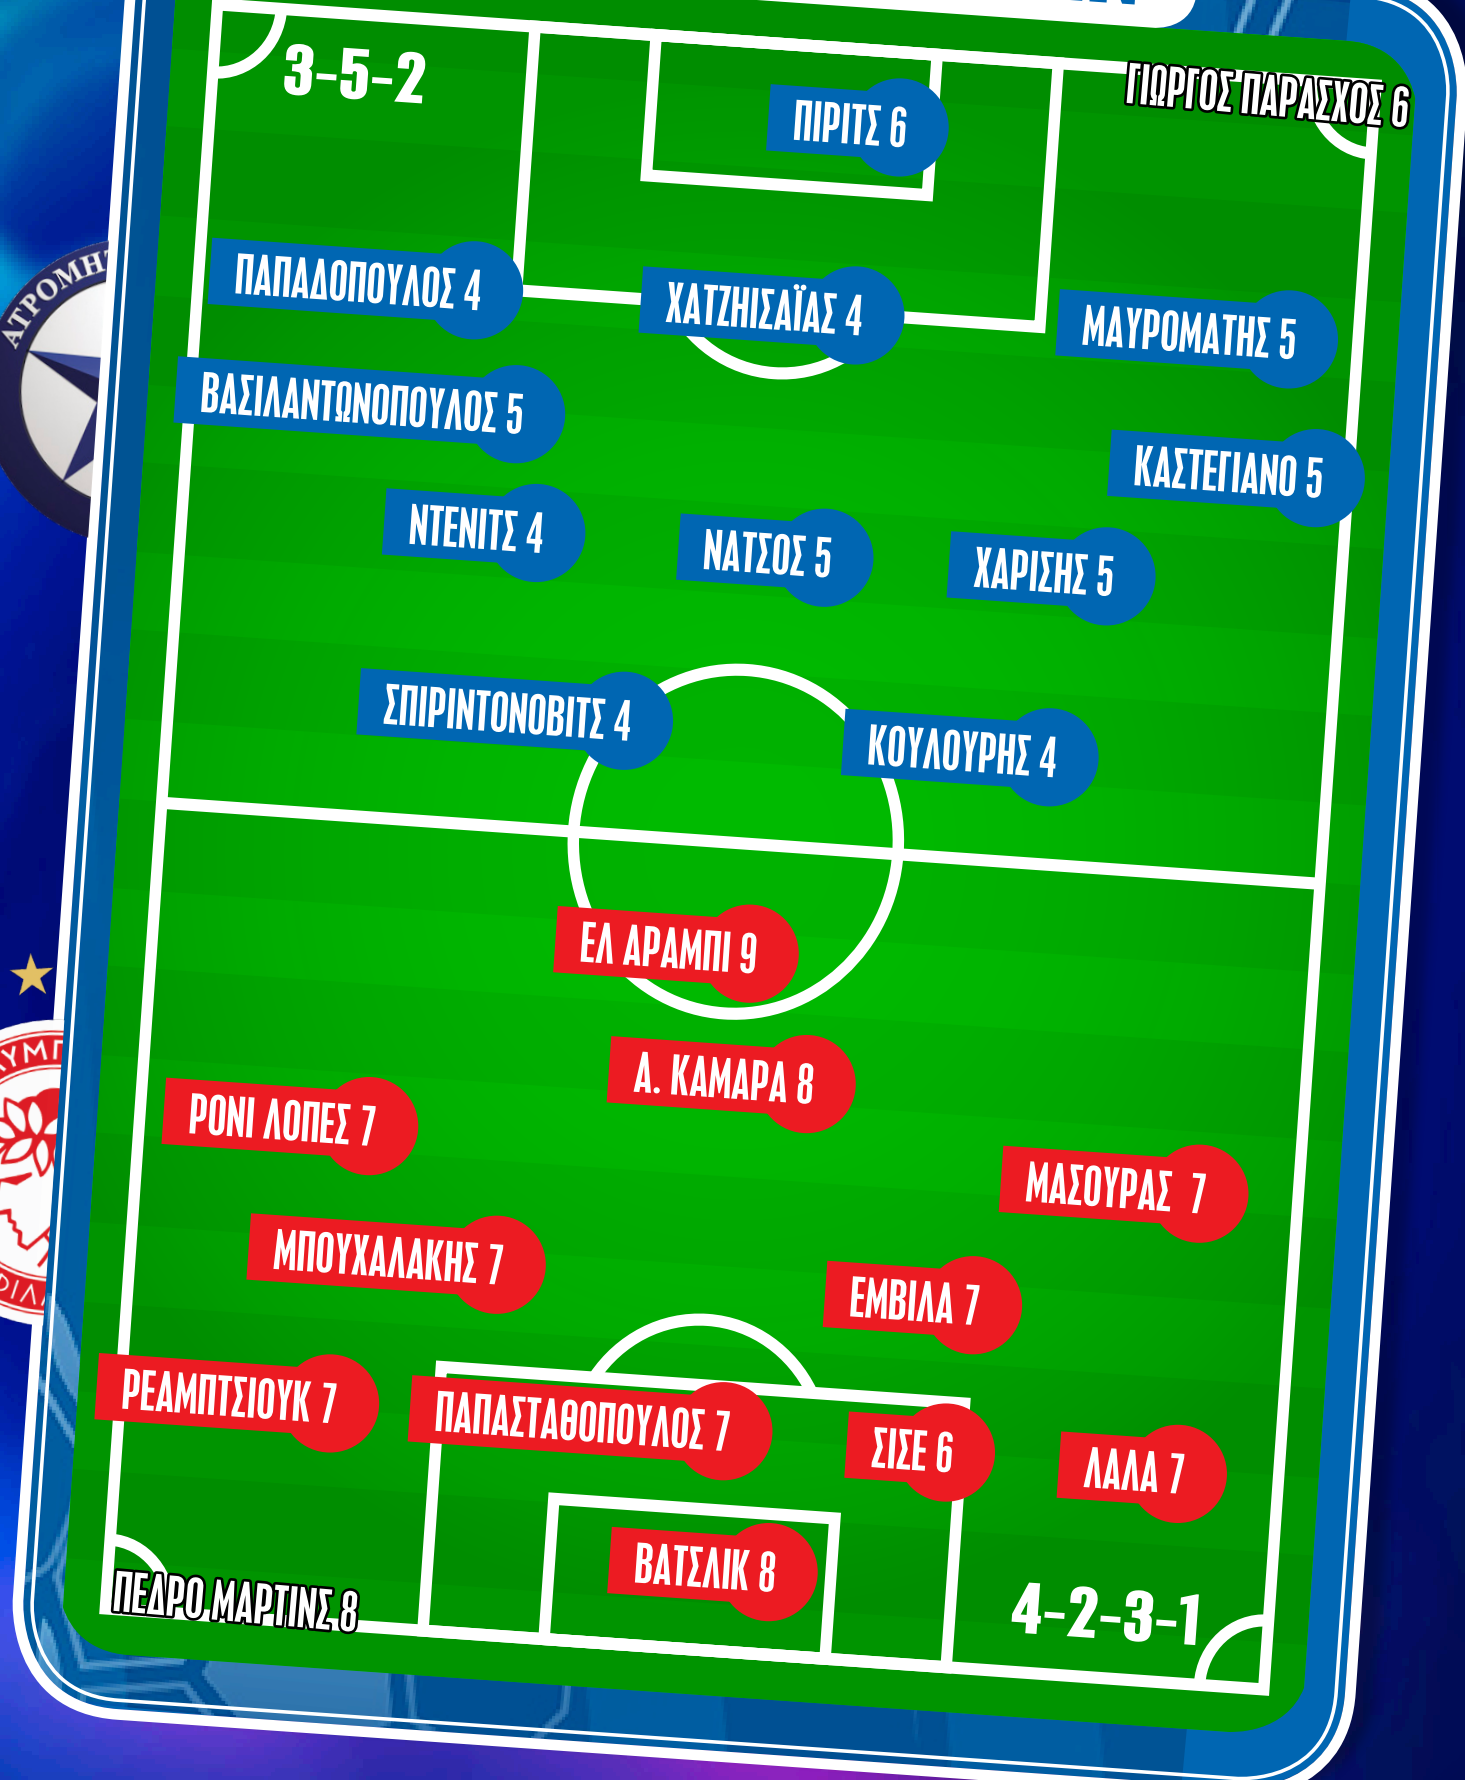 3-5-2
ΓΙΩΡΓΟΣ ΠΑΡΑΣΧΟΣ 6
ΠΙΡΙΤΣ 6
ΠΑΠΑΔΟΠΟΥΛΟΣ 4
ΧΑΤΖΗΙΣΑΪΑΣ 4
ΜΑΥΡΟΜΑΤΗΣ 5
ΒΑΣΙΛΑΝΤΩΝΟΠΟΥΛΟΣ 5
ΚΑΣΤΕΓΙΑΝΟ 5
ΝΤΕΝΙΤΣ 4
ΝΑΤΣΟΣ 5
ΧΑΡΙΣΗΣ 5
ΣΠΙΡΙΝΤΟΝΟΒΙΤΣ 4
ΚΟΥΛΟΥΡΗΣ 4
ΕΛ ΑΡΑΜΠΙ 9
Α. ΚΑΜΑΡΑ 8
ΡΟΝΙ ΛΟΠΕΣ 7
ΜΑΣΟΥΡΑΣ 7
ΜΠΟΥΧΑΛΑΚΗΣ 7
ΕΜΒΙΛΑ 7
ΡΕΑΜΠΤΣΙΟΥΚ 7
ΠΑΠΑΣΤΑΘΟΠΟΥΛΟΣ 7
ΣΙΣΕ 6
ΛΑΛΑ 7
ΒΑΤΣΛΙΚ 8
ΠΕΔΡΟ ΜΑΡΤΙΝΣ 8
4-2-3-1